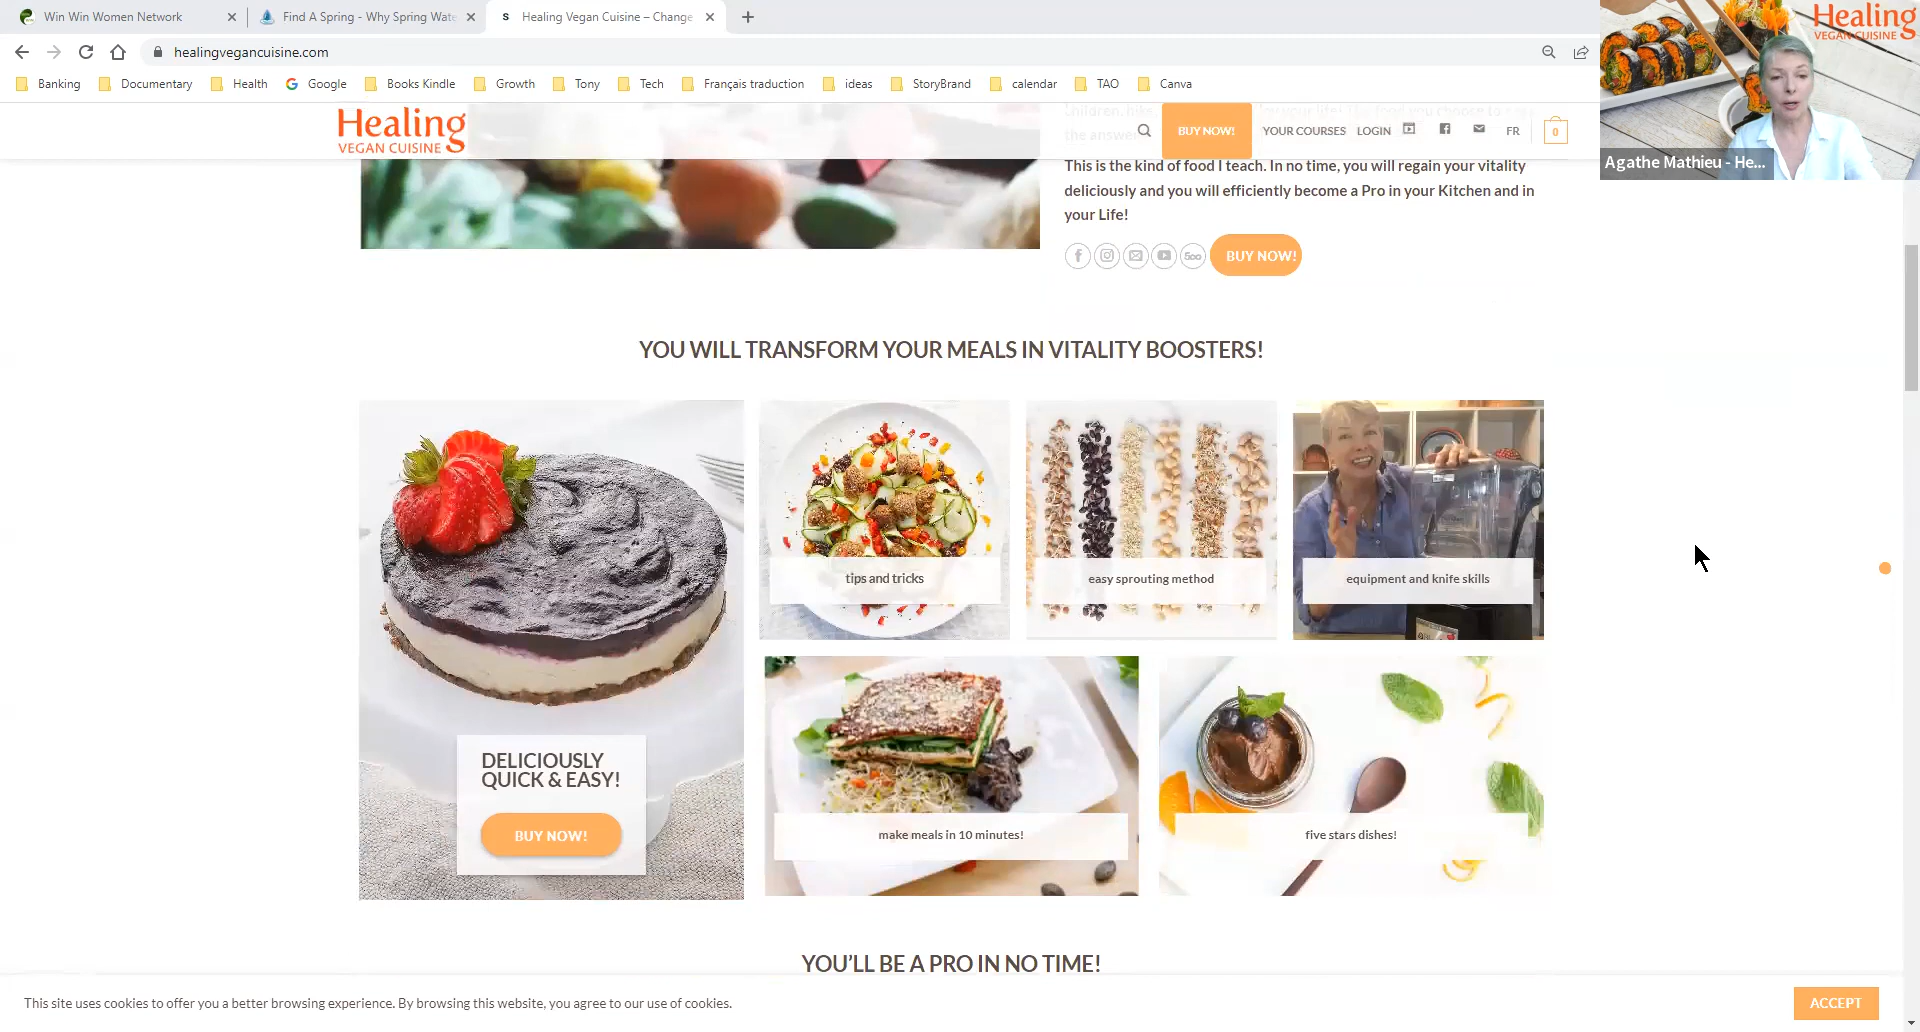 Win Win Women Network
Find A Spring - Why Spring Wate
S Healing Vegan Cuisine – Change
healingvegancuisine.com
Banking Documentary Health Google Books Kindle Growth Tony Tech Français traduction ideas StoryBrand calendar TAO Canva
Healing
VEGAN CUISINE
Agathe Mathieu - He...
Healing
VEGAN CUISINE
the answer
BUY NOW! YOUR COURSES LOGIN FR 0
This is the kind of food I teach. In no time, you will regain your vitality
deliciously and you will efficiently become a Pro in your Kitchen and in
your Life!
500 BUY NOW!
YOU WILL TRANSFORM YOUR MEALS IN VITALITY BOOSTERS!
tips and tricks
easy sprouting method
equipment and knife skills
DELICIOUSLY
QUICK & EASY!
BUY NOW!
make meals in 10 minutes!
five stars dishes!
YOU'LL BE A PRO IN NO TIME!
This site uses cookies to offer you a better browsing experience. By browsing this website, you agree to our use of cookies.
ACCEPT